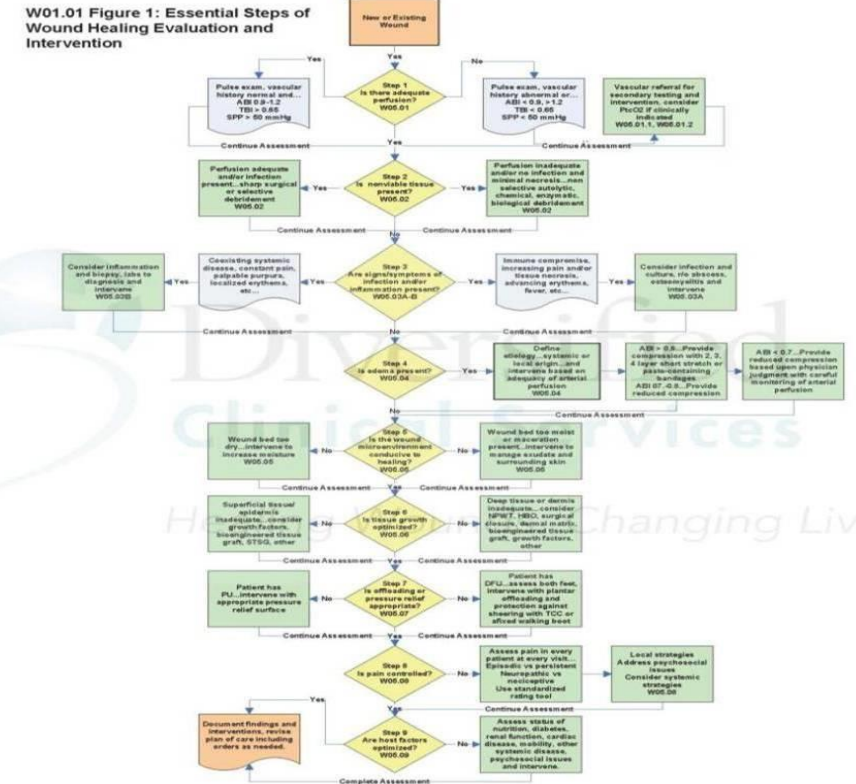 W01.01 Figure 1: Essential Steps of
Wound Healing Evaluation and
Intervention
New or Existing
Wound
Yes
Yes
No
Step 1
Is there adequate
perfusion?
W05.01
Pulse exam, vascular
history normal and...
ABI 0.9-1.2
TBI > 0.65
SPP > 50 mmHg
Pulse exam, vascular
history abnormal or...
ABI < 0.9, >1.2
TBI < 0.65
SPP < 50 mmHg
Vascular referral for
secondary testing and
intervention, consider
PtcO2 if clinically
indicated
W05.01.1, W05.01.2
Continue Assessment
Yes
Continue Assessment
Perfusion adequate
and/or infection
present...sharp surgical
or selective
debridement
W05.02
Yes
Step 2
Is nonviable tissue
present?
W05.02
Yes
Perfusion inadequate
and/or no infection and
minimal necrosis...non
selective autolytic,
chemical, enzymatic,
biological debridement
W05.02
Continue Assessment
No
Continue Assessment
Consider inflammation
and biopsy, labs to
diagnosis and
intervene
W05.03B
Yes
Coexisting systemic
disease, constant pain,
palpable purpura,
localized erythema,
etc...
Yes
Step 3
Are signs/symptoms of
infection and/or
inflammation present?
W05.03A-B
Yes
Immune compromise,
increasing pain and/or
tissue necrosis,
advancing erythema,
fever, etc...
Yes
Consider infection and
culture, r/o abscess,
osteomyelitis and
intervene
W05.03A
Continue Assessment
No
Continue Assessment
Step 4
Is edema present?
W05.04
Yes
Define
etiology...systemic or
local origin...and
intervene based on
adequacy of arterial
perfusion
W05.04
ABI > 0.8...Provide
compression with 2, 3,
4 layer short stretch or
paste-containing
bandages
ABI 07.-0.8...Provide
reduced compression
ABI < 0.7...Provide
reduced compression
based upon physician
judgment with careful
monitoring of arterial
perfusion
No
Continue Assessment
Wound bed too
dry...intervene to
increase moisture
W05.05
No
Step 5
Is the wound
microenvironment
conducive to
healing?
W05.05
No
Wound bed too moist
or maceration
present...intervene to
manage exudate and
surrounding skin
W05.05
Continue Assessment
Yes
Continue Assessment
Superficial tissue/
epidermis
inadequate...consider
growth factors,
bioengineered tissue
graft, STSG, other
No
Step 6
Is tissue growth
optimized?
W05.06
No
Deep tissue or dermis
inadequate...consider
NPWT, HBO, surgical
closure, dermal matrix,
bioengineered tissue
graft, growth factors,
other
Continue Assessment
Yes
Continue Assessment
Patient has
PU...intervene with
appropriate pressure
relief surface
No
Step 7
Is offloading or
pressure relief
appropriate?
W05.07
No
Patient has
DFU...assess both feet,
intervene with plantar
offloading and
protection against
shearing with TCC or
afixed walking boot
Continue Assessment
Yes
Continue Assessment
Step 8
Is pain controlled?
W05.08
No
Assess pain in every
patient at every visit...
Episodic vs persistent
Neuropathic vs
nociceptive
Use standardized
rating tool
Local strategies
Address psychosocial
issues
Consider systemic
strategies
W05.08
Yes
Yes
Continue Assessment
Document findings and
interventions, revise
plan of care including
orders as needed.
Step 9
Are host factors
optimized?
W05.09
No
Assess status of
nutrition, diabetes,
renal function, cardiac
disease, mobility, other
systemic disease,
psychosocial issues
and intervene.
Complete Assessment
Diversified
Clinical Services
Changing Liv